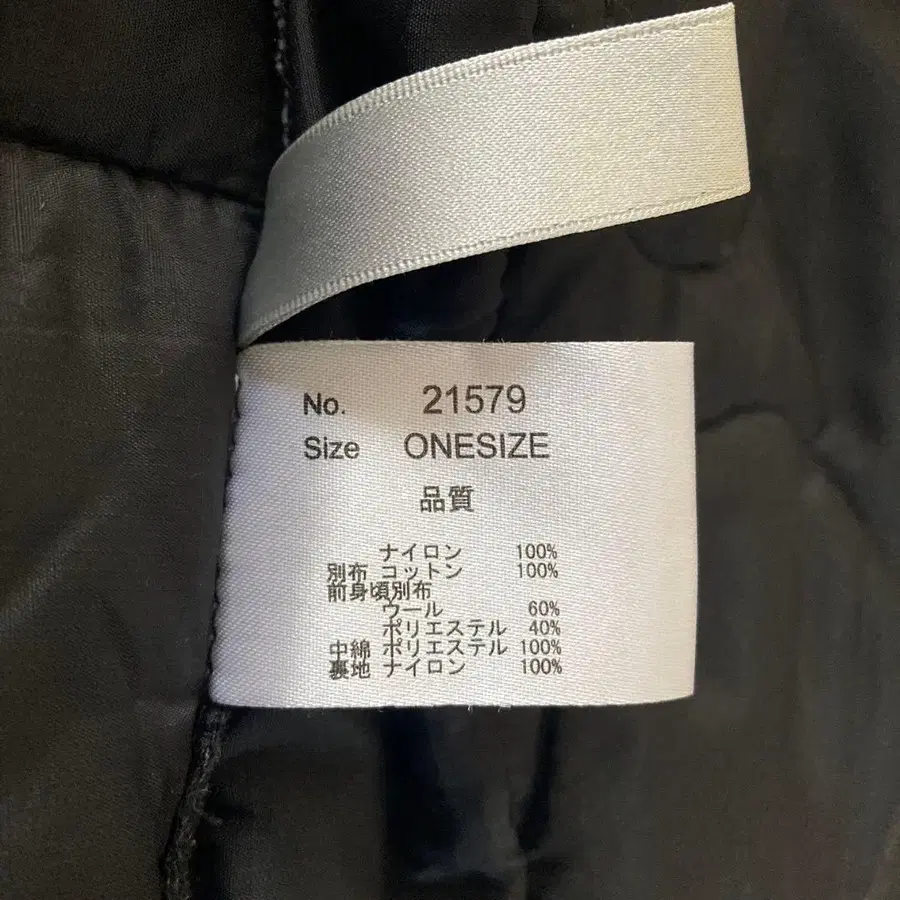 No. 21579
Size ONESIZE
品質
ナイロン 100%
別布 コットン 100%
前身頃別布
ウール 60%
ポリエステル 40%
中綿 ポリエステル 100%
裏地 ナイロン 100%